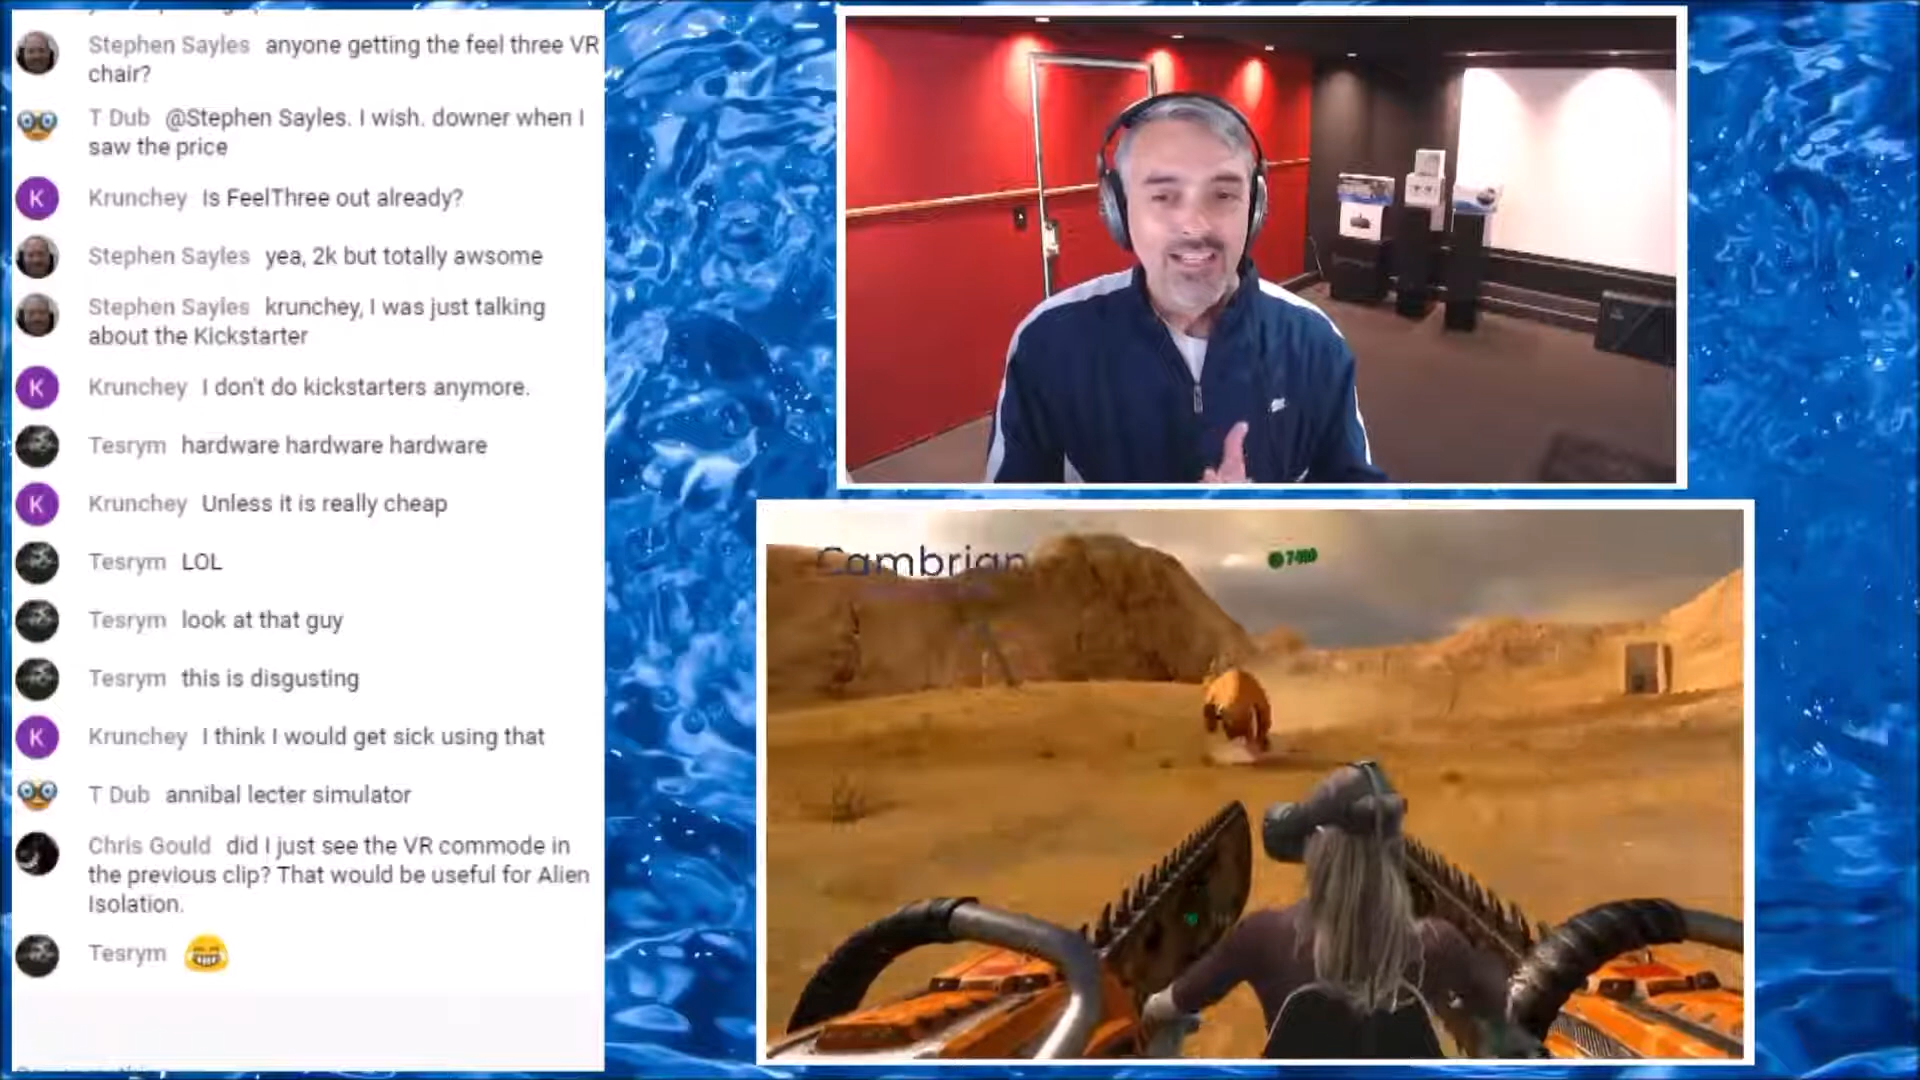 Stephen Sayles anyone getting the feel three VR
chair?
T Dub @Stephen Sayles. I wish. downer when I
saw the price
K Krunchey Is FeelThree out already?
Stephen Sayles yea, 2k but totally awsome
Stephen Sayles krunchey, I was just talking
about the Kickstarter
K Krunchey I don't do kickstarters anymore.
Tesrym hardware hardware hardware
K Krunchey Unless it is really cheap
Tesrym LOL
Tesrym look at that guy
Tesrym this is disgusting
K Krunchey I think I would get sick using that
T Dub annibal lecter simulator
Chris Gould did I just see the VR commode in
the previous clip? That would be useful for Alien
Isolation.
Tesrym
Cambrian